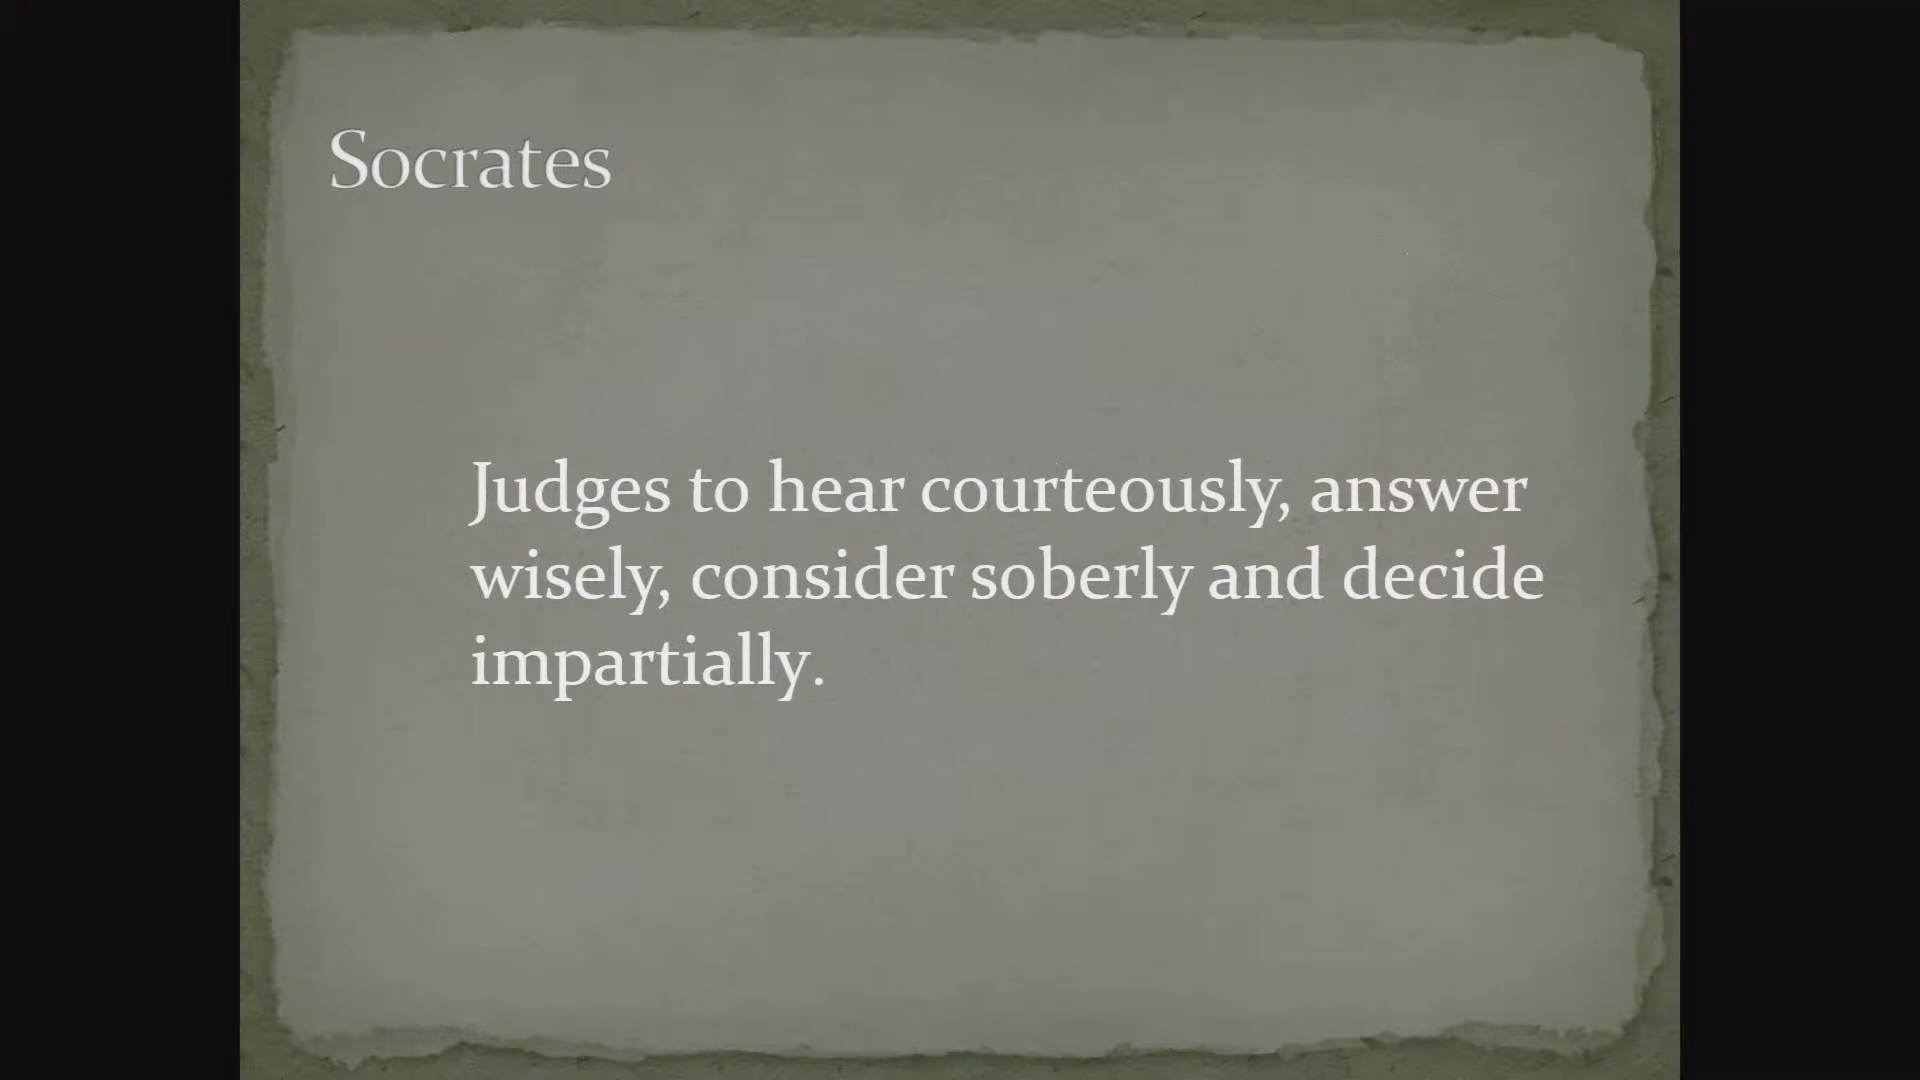 Socrates
Judges to hear courteously, answer
wisely, consider soberly and decide
impartially.